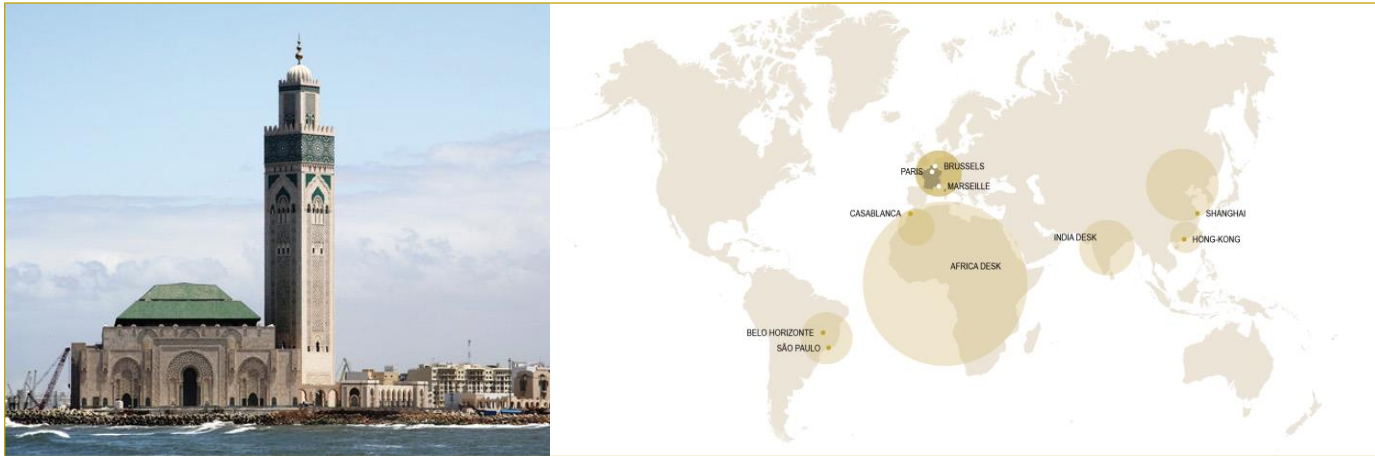 BRUSSELS
PARIS
MARSEILLE
CASABLANCA
SHANGHAI
INDIA DESK
HONG-KONG
AFRICA DESK
BELO HORIZONTE
SÃO PAULO